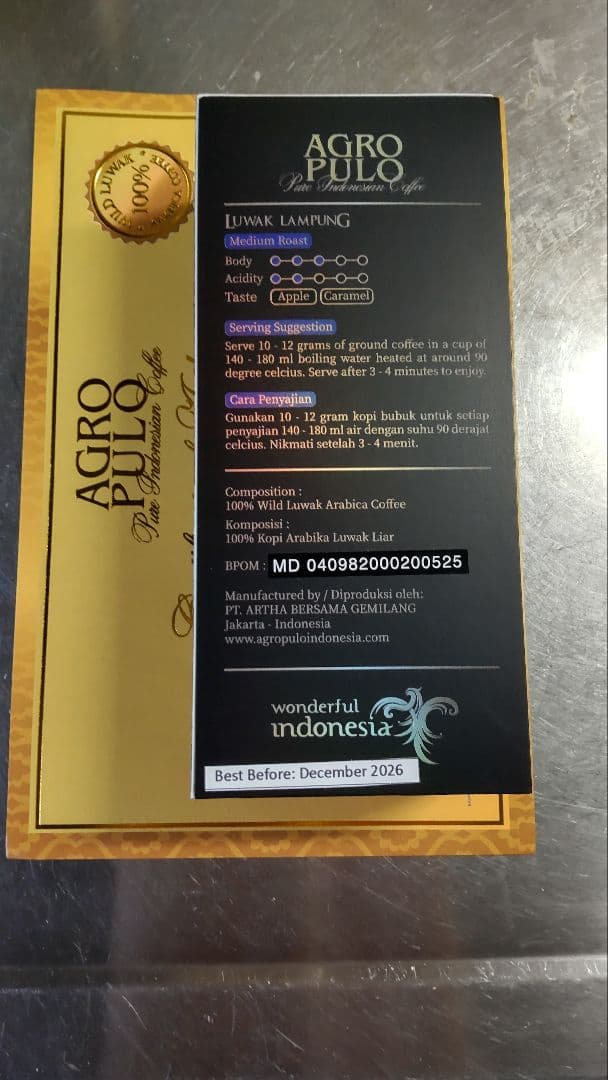 AGRO
PULO
Pure Indonesian Coffee
LUWAK LAMPUNG
Medium Roast
Body
Acidity
Taste Apple Caramel
Serving Suggestion
Serve 10 - 12 grams of ground coffee in a cup of
140 - 180 ml boiling water heated at around 90
degree celcius. Serve after 3 - 4 minutes to enjoy.
Cara Penyajian
Gunakan 10 - 12 gram kopi bubuk untuk setiap
penyajian 140 - 180 ml air dengan suhu 90 derajat
celcius. Nikmati setelah 3 - 4 menit.
Composition :
100% Wild Luwak Arabica Coffee
Komposisi :
100% Kopi Arabika Luwak Liar
BPOM : MD 040982000200525
Manufactured by / Diproduksi oleh:
PT. ARTHA BERSAMA GEMILANG
Jakarta - Indonesia
www.agropuloindonesia.com
wonderful
indonesia
Best Before: December 2026
WILD LUWAK
100%
ARABICA COFFEE
AGRO
PULO
Pure Indonesian Coffee